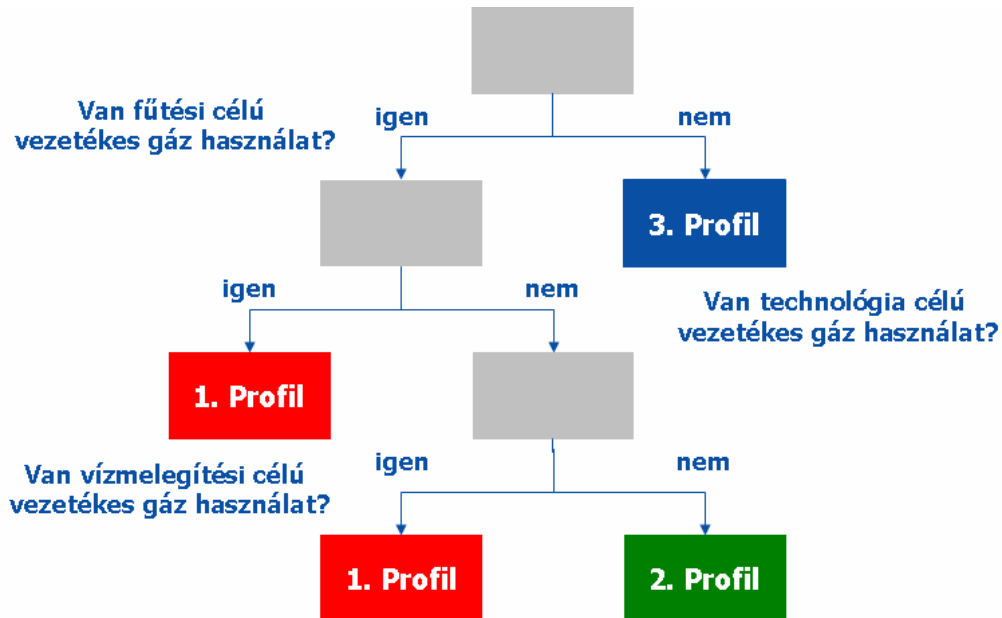 Van fűtési célú
vezetékes gáz használat?
igen
nem
3. Profil
igen
nem
Van technológia célú
vezetékes gáz használat?
1. Profil
Van vízmelegítési célú
vezetékes gáz használat?
igen
nem
1. Profil
2. Profil